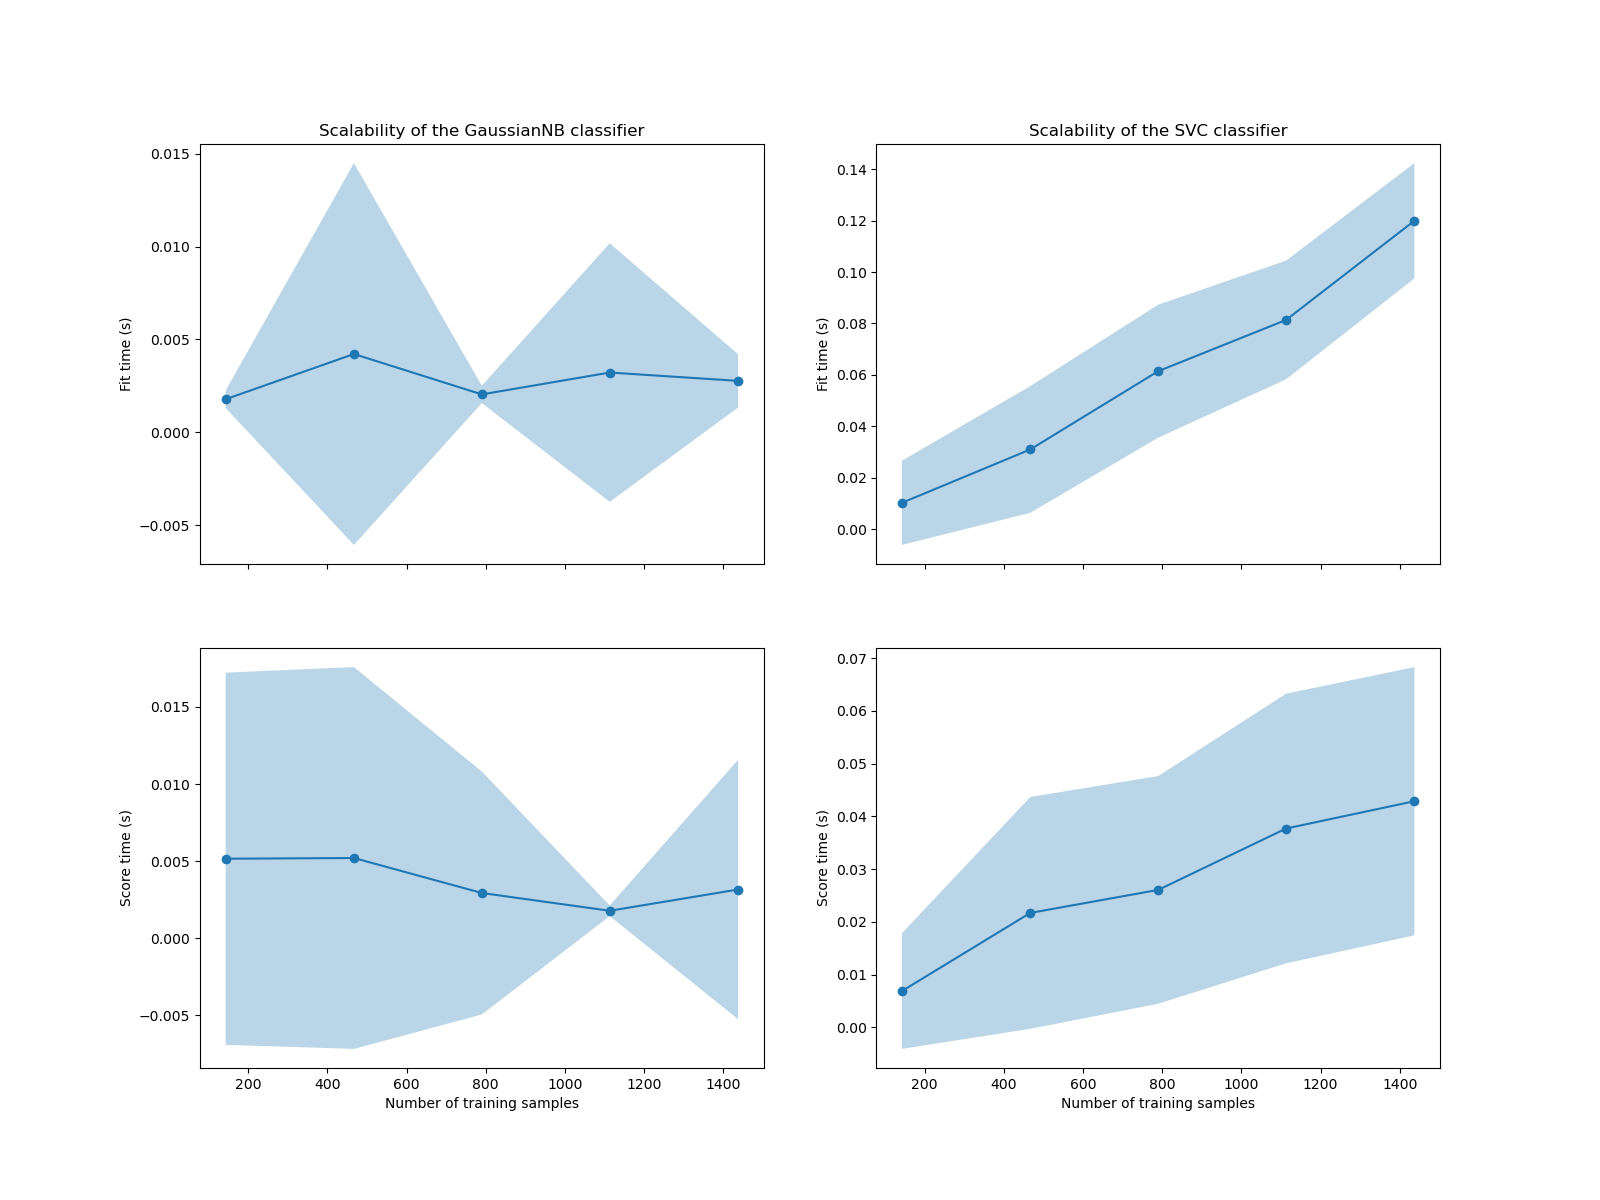 Scalability of the GaussianNB classifier
0.015
0.010
0.005
0.000
−0.005
Fit time (s)
Scalability of the SVC classifier
0.14
0.12
0.10
0.08
0.06
0.04
0.02
0.00
Fit time (s)
0.015
0.010
0.005
0.000
−0.005
Score time (s)
200 400 600 800 1000 1200 1400
Number of training samples
0.07
0.06
0.05
0.04
0.03
0.02
0.01
0.00
Score time (s)
200 400 600 800 1000 1200 1400
Number of training samples